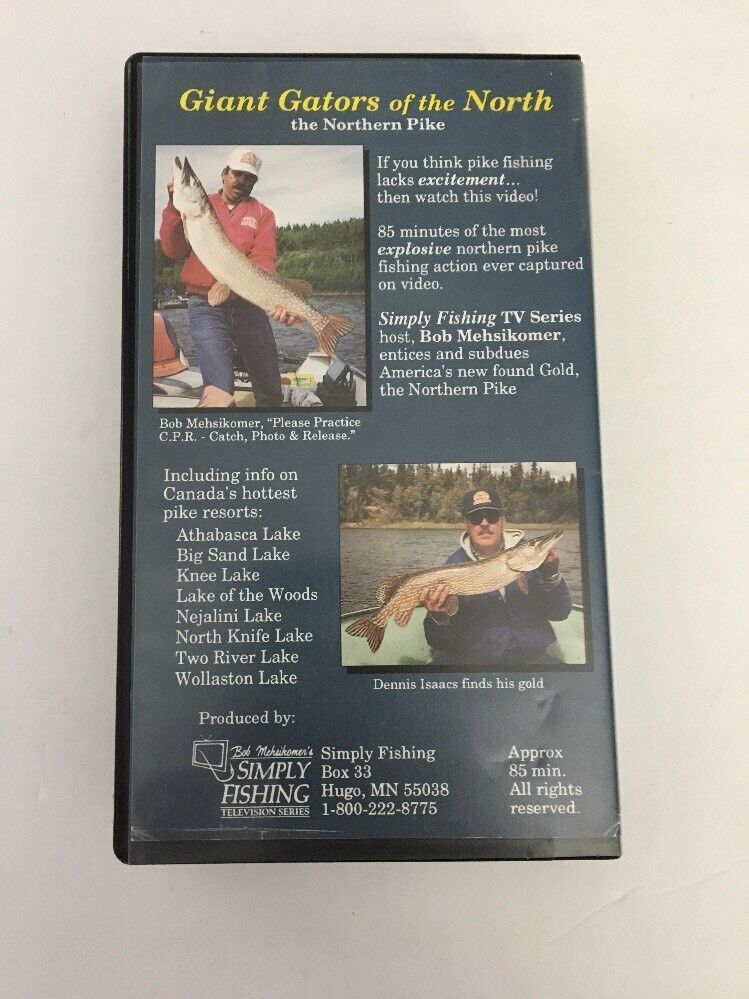 Giant Gators of the North
the Northern Pike
If you think pike fishing
lacks excitement...
then watch this video!
85 minutes of the most
explosive northern pike
fishing action ever captured
on video.
Simply Fishing TV Series
host, Bob Mehsikomer,
entices and subdues
America's new found Gold,
the Northern Pike
Bob Mehsikomer, "Please Practice
C.P.R. - Catch, Photo & Release."
Including info on
Canada's hottest
pike resorts:
Athabasca Lake
Big Sand Lake
Knee Lake
Lake of the Woods
Nejalini Lake
North Knife Lake
Two River Lake
Wollaston Lake
Dennis Isaacs finds his gold
Produced by:
Bob Mehsikomer's
SIMPLY
FISHING
TELEVISION SERIES
Simply Fishing
Box 33
Hugo, MN 55038
1-800-222-8775
Approx
85 min.
All rights
reserved.